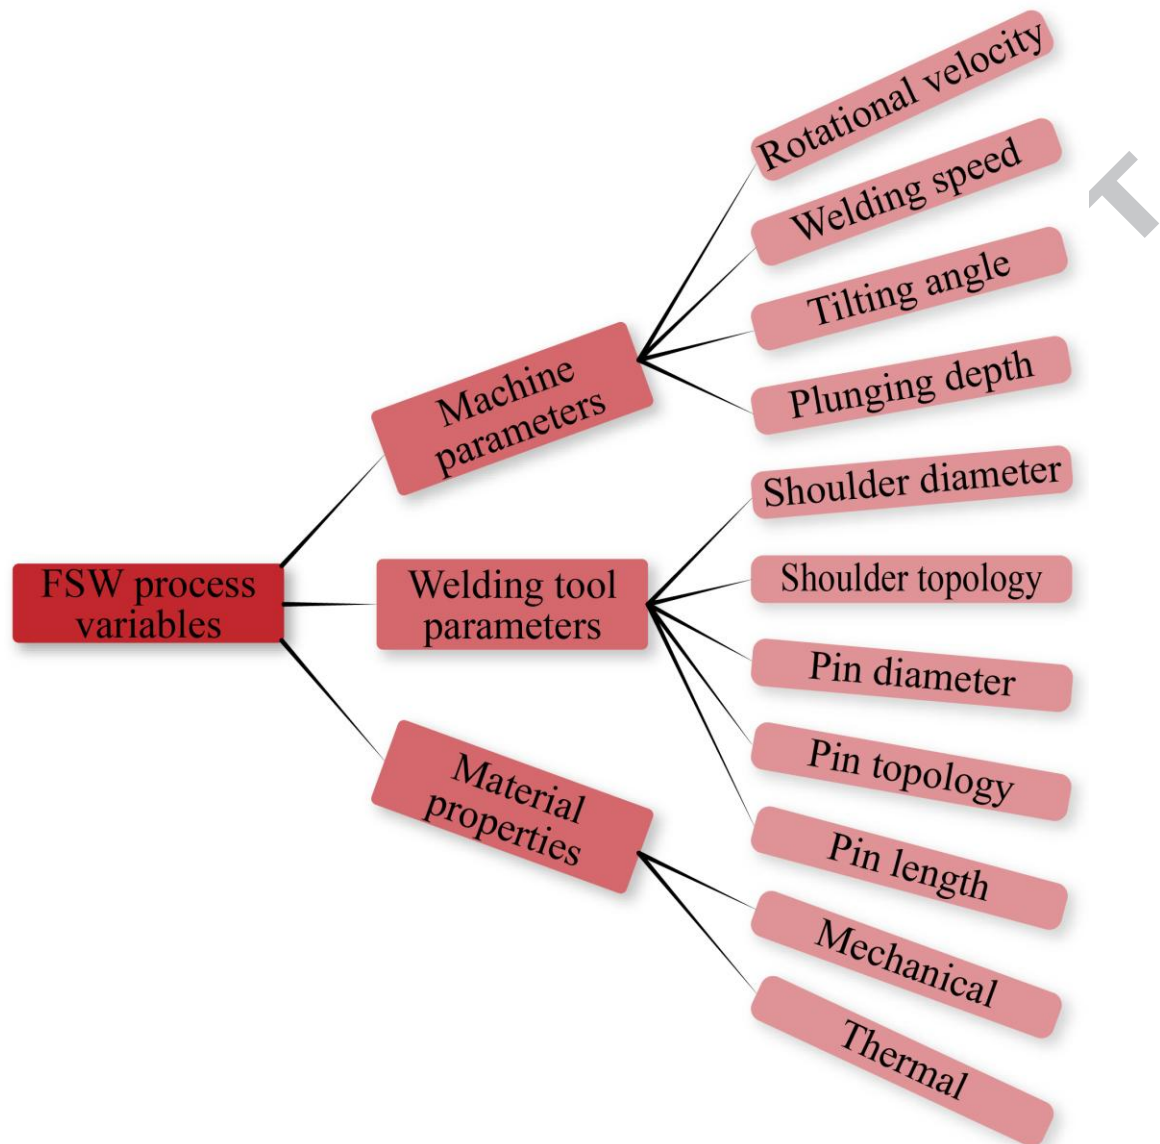 Rotational velocity
Welding speed
Tilting angle
Plunging depth
Machine
parameters
Shoulder diameter
Shoulder topology
Pin diameter
Pin topology
Pin length
FSW process
variables
Welding tool
parameters
Material
properties
Mechanical
Thermal
T